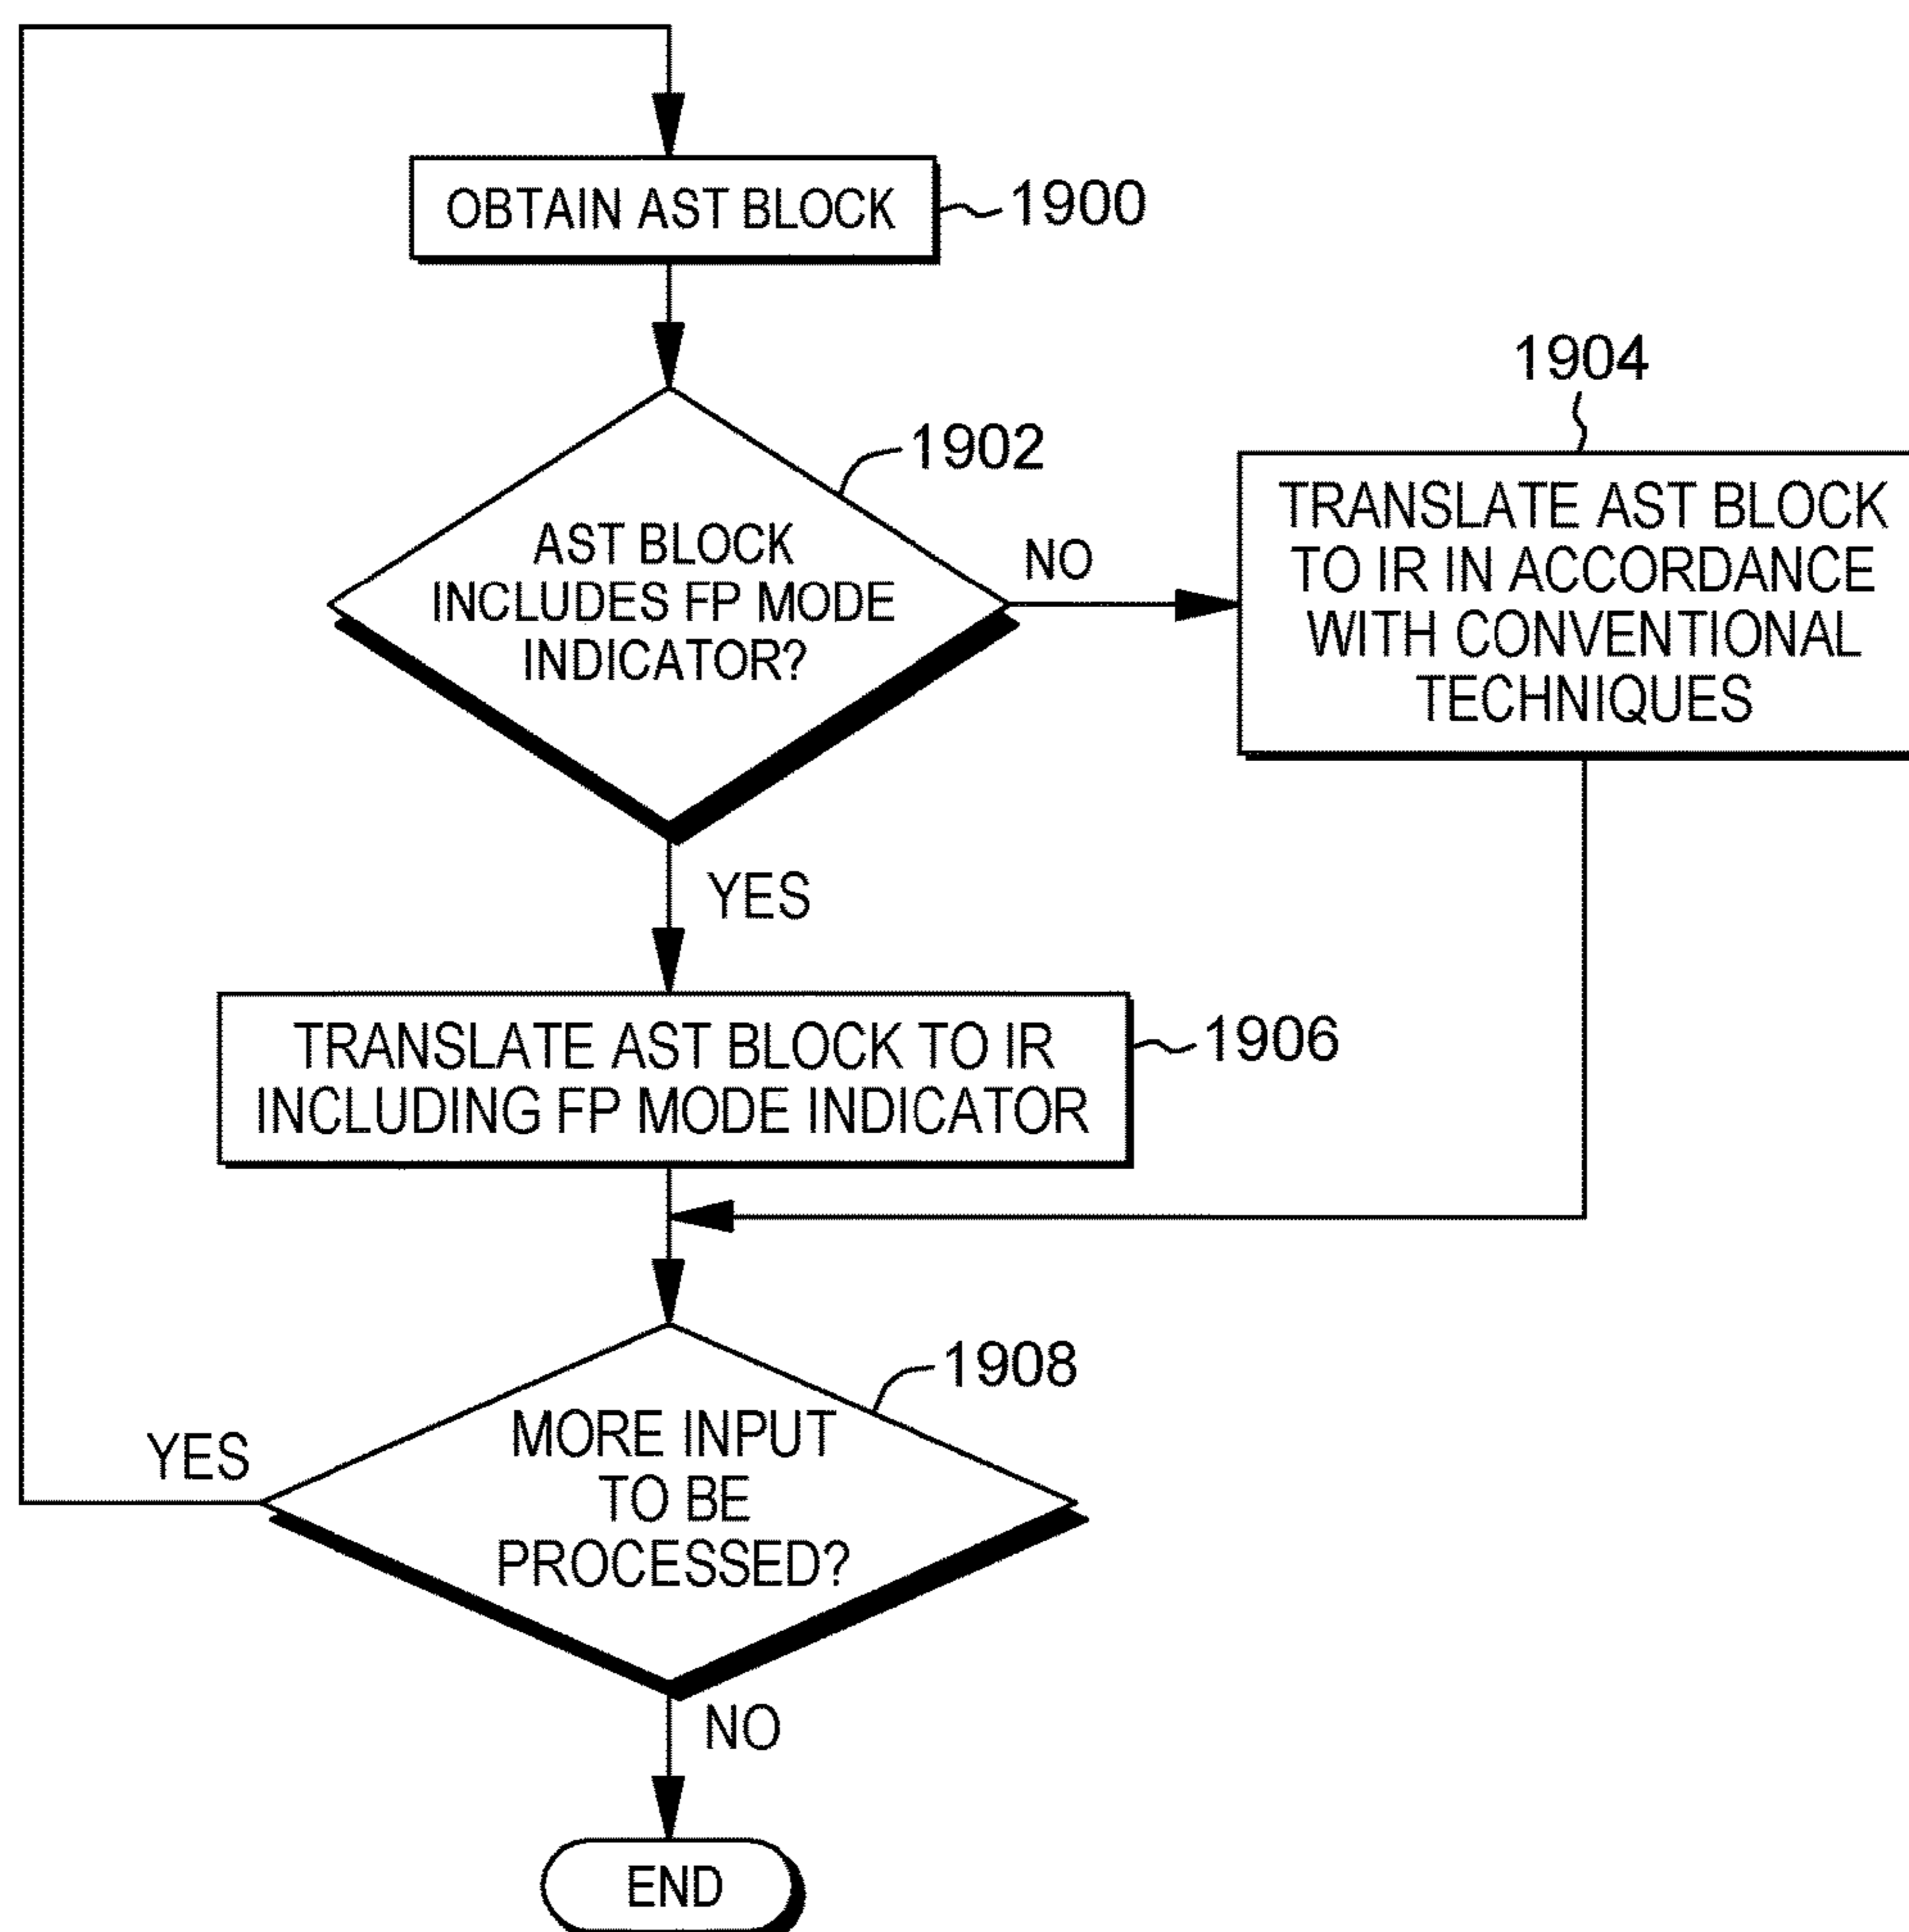 OBTAIN AST BLOCK
1900
1902
AST BLOCK
INCLUDES FP MODE
INDICATOR?
NO
1904
TRANSLATE AST BLOCK
TO IR IN ACCORDANCE
WITH CONVENTIONAL
TECHNIQUES
YES
TRANSLATE AST BLOCK TO IR
INCLUDING FP MODE INDICATOR
1906
1908
MORE INPUT
TO BE
PROCESSED?
YES
NO
END